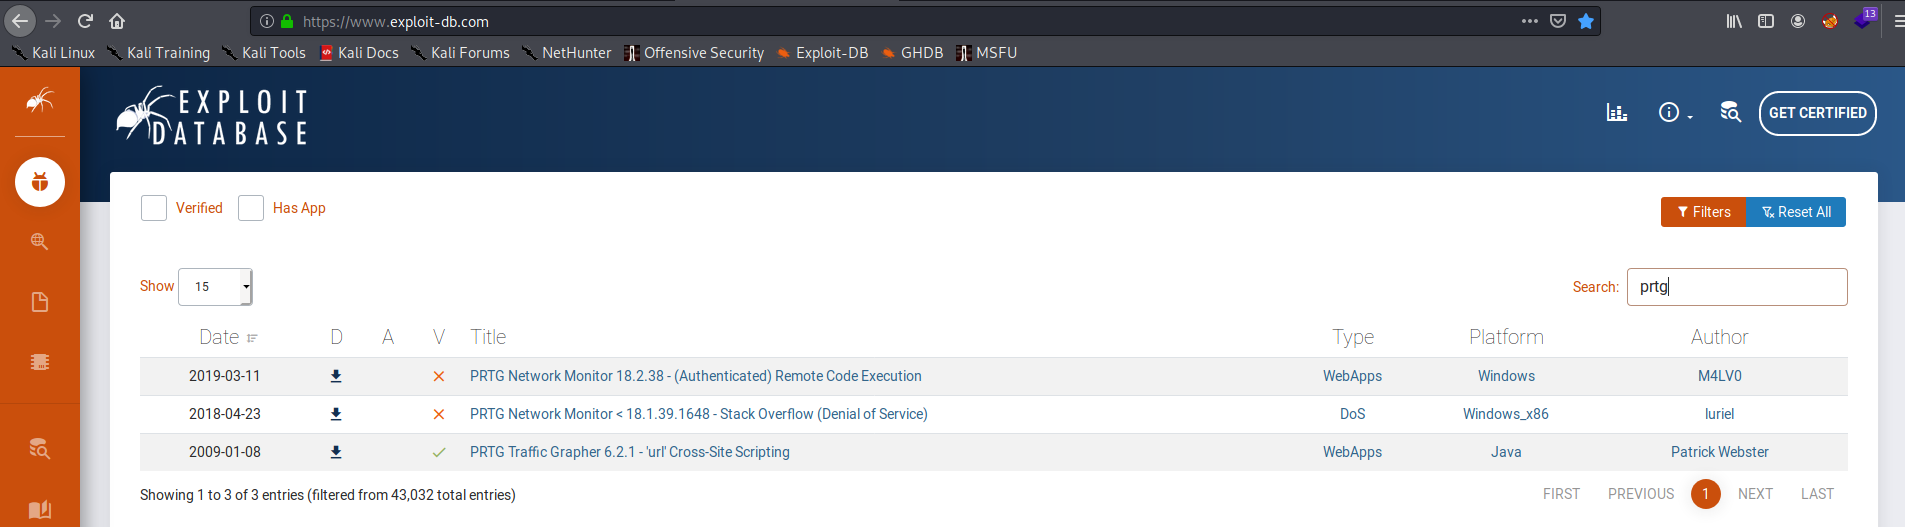 https://www.exploit-db.com
13
Kali Linux Kali Training Kali Tools Kali Docs Kali Forums NetHunter Offensive Security Exploit-DB GHDB MSFU
EXPLOIT
DATABASE
GET CERTIFIED
Verified Has App
Filters Reset All
Show 15
Search: prtg
Date D A V Title Type Platform Author
2019-03-11 PRTG Network Monitor 18.2.38 - (Authenticated) Remote Code Execution WebApps Windows M4LV0
2018-04-23 PRTG Network Monitor < 18.1.39.1648 - Stack Overflow (Denial of Service) DoS Windows_x86 luriel
2009-01-08 PRTG Traffic Grapher 6.2.1 - 'url' Cross-Site Scripting WebApps Java Patrick Webster
Showing 1 to 3 of 3 entries (filtered from 43,032 total entries)
FIRST PREVIOUS 1 NEXT LAST